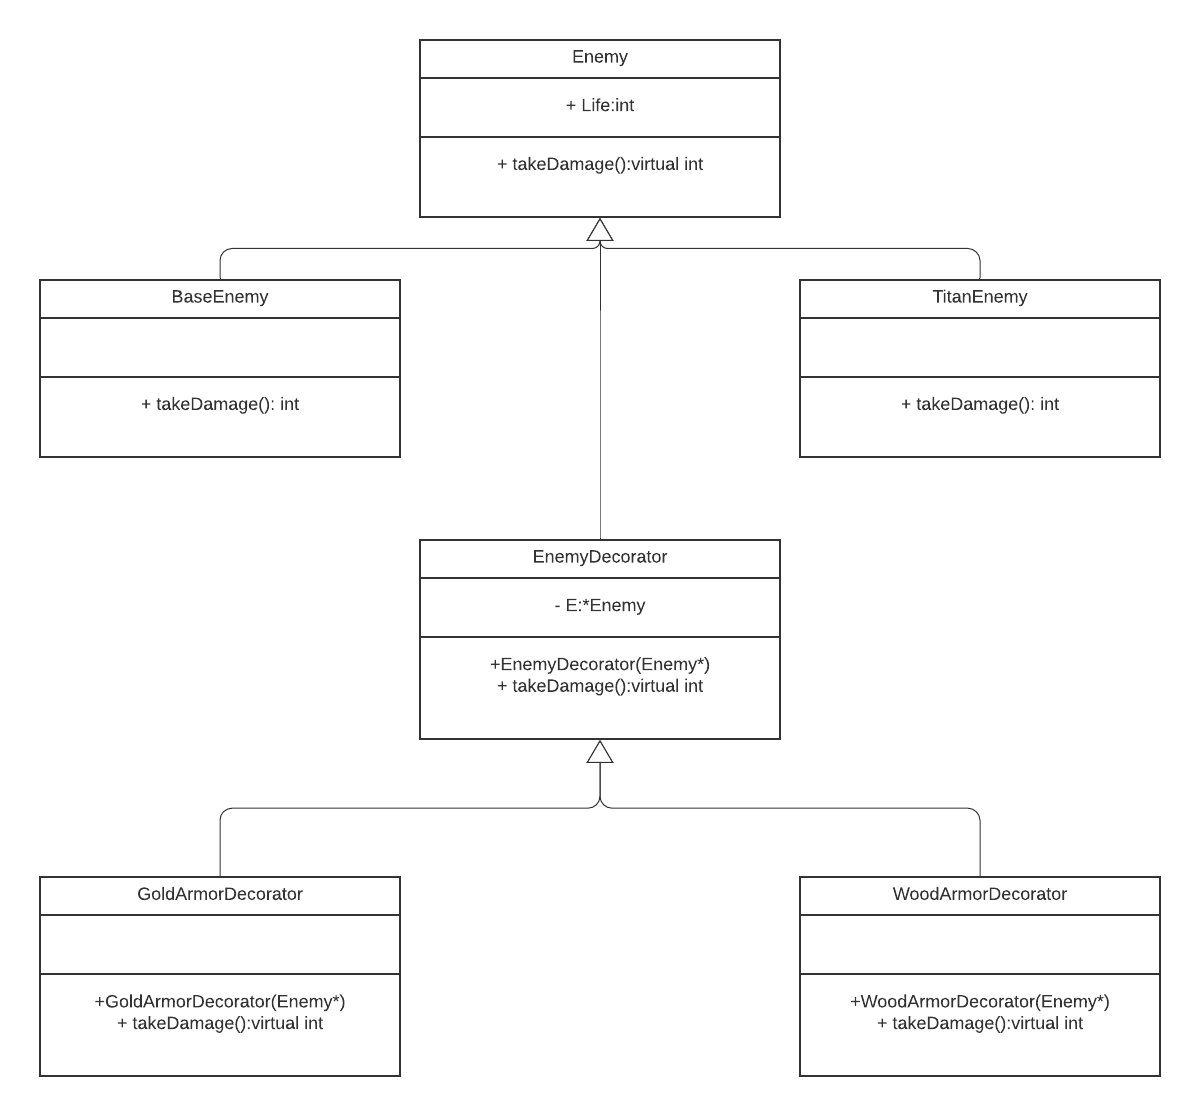 Enemy
+ Life:int
+ takeDamage():virtual int
BaseEnemy
+ takeDamage(): int
TitanEnemy
+ takeDamage(): int
EnemyDecorator
- E:*Enemy
+EnemyDecorator(Enemy*)
+ takeDamage():virtual int
GoldArmorDecorator
+GoldArmorDecorator(Enemy*)
+ takeDamage():virtual int
WoodArmorDecorator
+WoodArmorDecorator(Enemy*)
+ takeDamage():virtual int